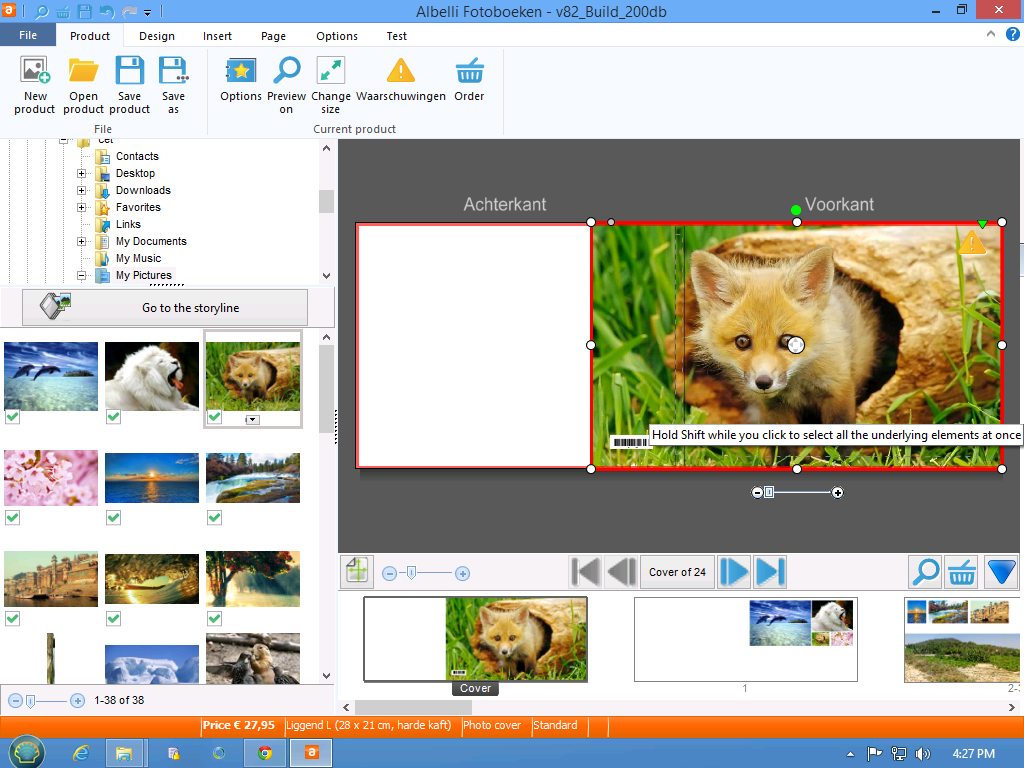 Albelli Fotoboeken - v82_Build_200db
File
Product
Design
Insert
Page
Options
Test
New product
Open product
Save product
Save as
Options
Preview on
Change size
Waarschuwingen
Order
File
Current product
Cet
Contacts
Desktop
Downloads
Favorites
Links
My Documents
My Music
My Pictures
Go to the storyline
Achterkant
Voorkant
Hold Shift while you click to select all the underlying elements at once
Cover of 24
Cover
1
2-3
1-38 of 38
Price € 27,95
Liggend L (28 x 21 cm, harde kaft)
Photo cover
Standard
4:27 PM